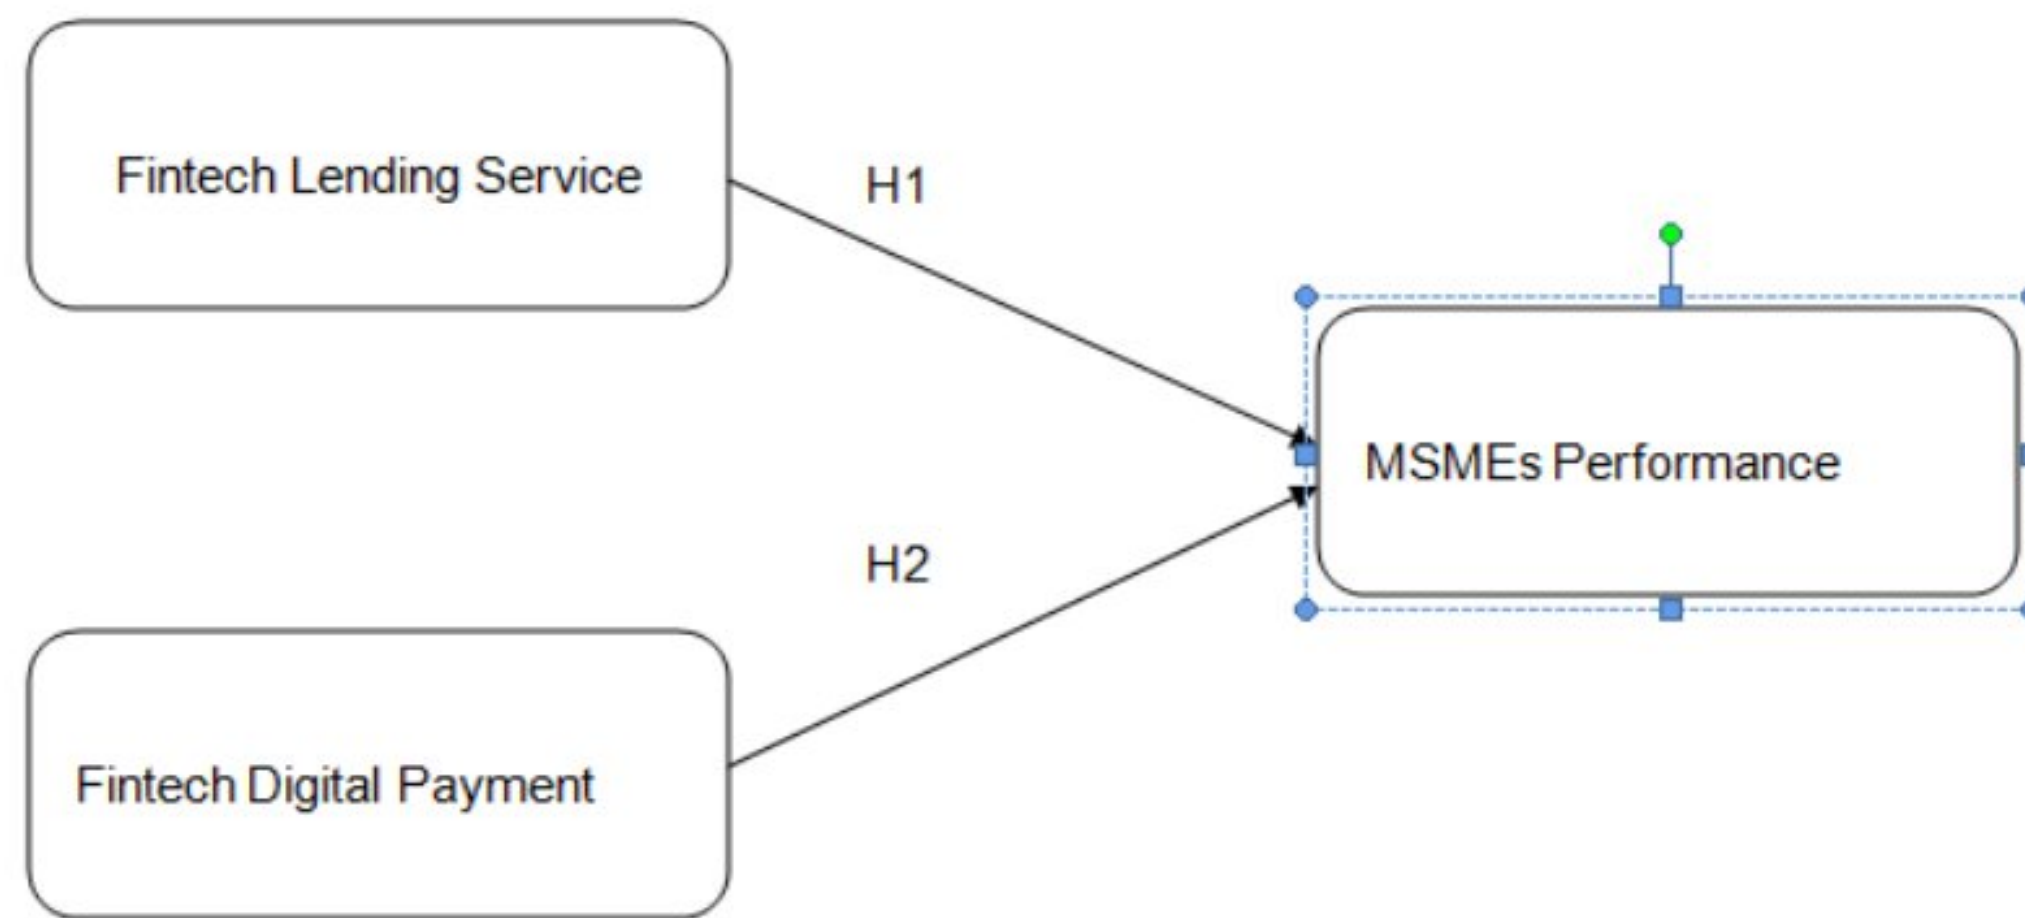 Fintech Lending Service
H1
MSMEs Performance
H2
Fintech Digital Payment